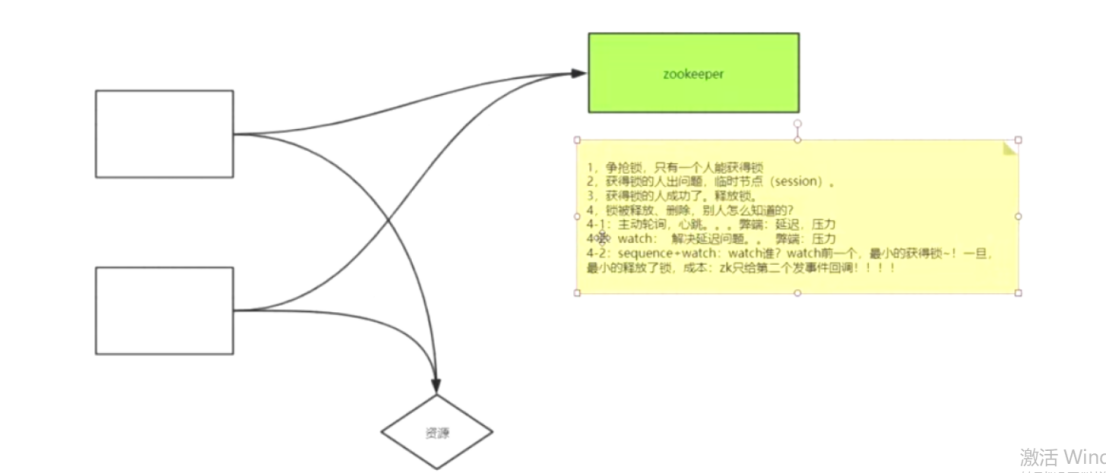 zookeeper
1，争抢锁，只有一个人能获得锁
2，获得锁的人出问题，临时节点（session）。
3，获得锁的人成功了。释放锁。
4，锁被释放、删除，别人怎么知道的？
4-1：主动轮询，心跳。。。弊端：延迟，压力
watch： 解决延迟问题。。 弊端：压力
4-2：sequence+watch：watch谁？watch前一个，最小的获得锁~！一旦，
最小的释放了锁，成本：zk只给第二个发事件回调！！！！
资源
激活 Winc